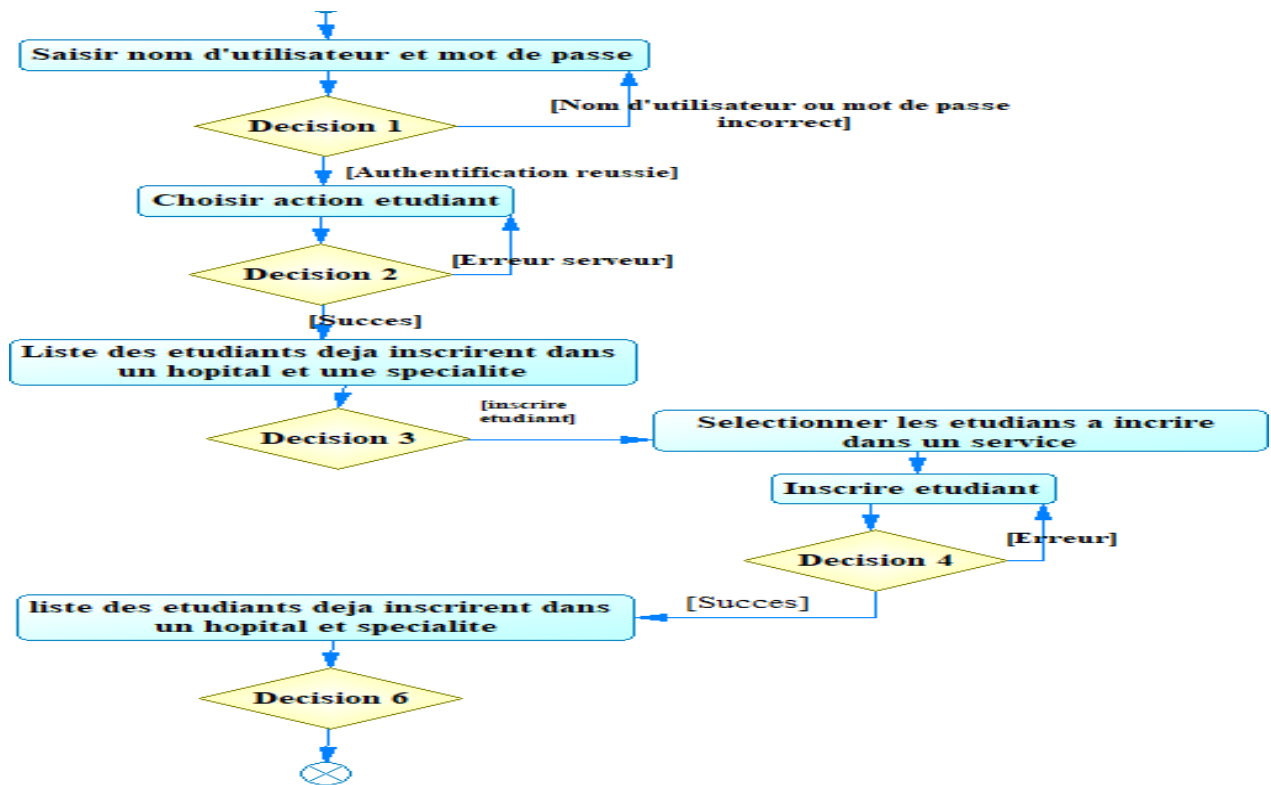 Saisir nom d'utilisateur et mot de passe
[Nom d'utilisateur ou mot de passe
incorrect]
Decision 1
[Authentification reussie]
Choisir action etudiant
[Erreur serveur]
Decision 2
[Succes]
Liste des etudiants deja inscrirent dans
un hopital et une specialite
[inscrire
etudiant]
Decision 3
Selectionner les etudians a incrire
dans un service
Inscrire etudiant
[Erreur]
Decision 4
[Succes]
liste des etudiants deja inscrirent dans
un hopital et specialite
Decision 6